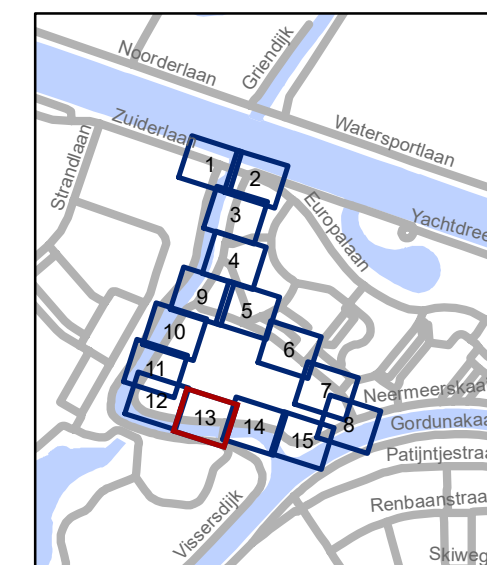 Noorderlaan
Griendijk
Zuiderlaan
Watersportlaan
Strandlaan
1
2
3
Europalaan
Yachtdree
4
9
5
10
6
11
7
Neermeerskaa
12
13
14
8
Gordunakaa
15
Patijntjestraa
Vissersdijk
Renbaanstraa
Skiweg